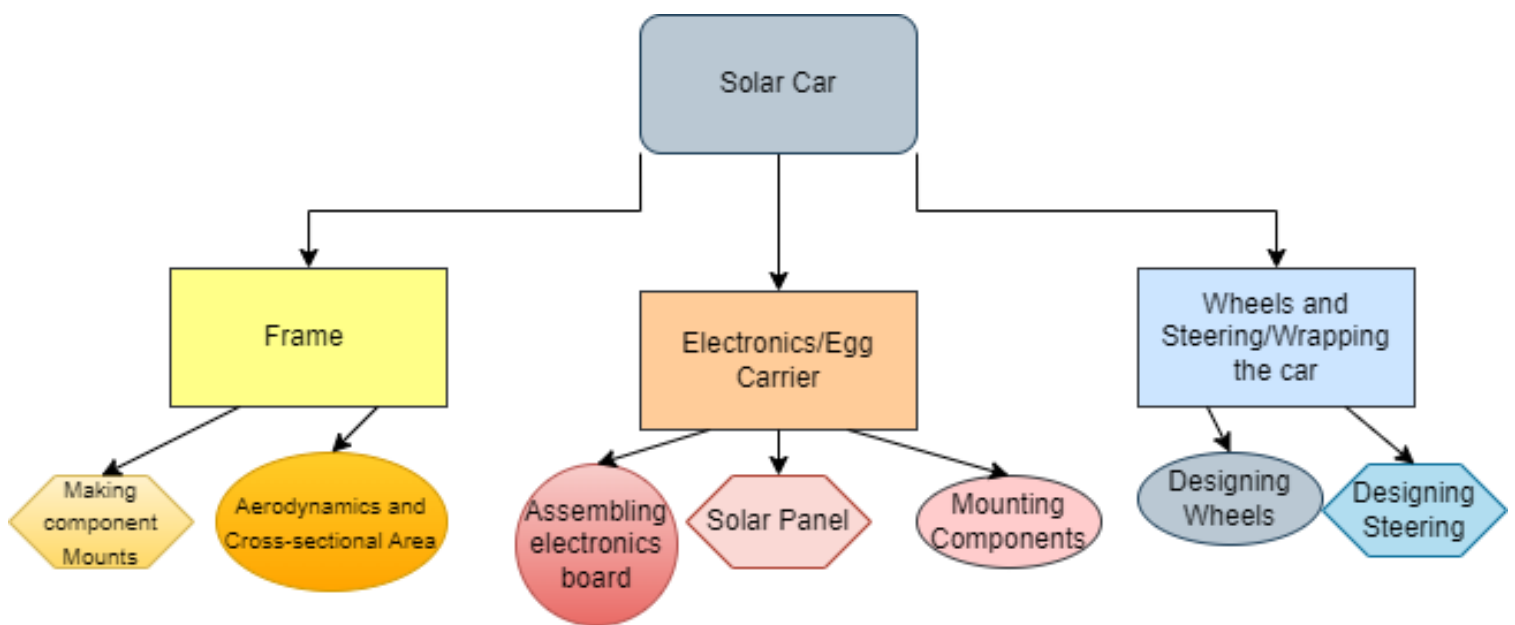 Solar Car
Frame
Electronics/Egg
Carrier
Wheels and
Steering/Wrapping
the car
Making
component
Mounts
Aerodynamics and
Cross-sectional Area
Assembling
electronics
board
Solar Panel
Mounting
Components
Designing
Wheels
Designing
Steering